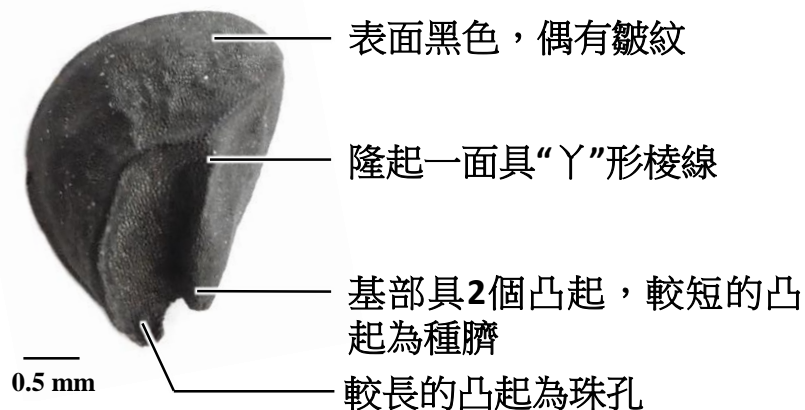 表面黑色，偶有皺紋
隆起一面具“丫”形棱線
基部具2個凸起，較短的凸
起為種臍
0.5 mm
較長的凸起為珠孔